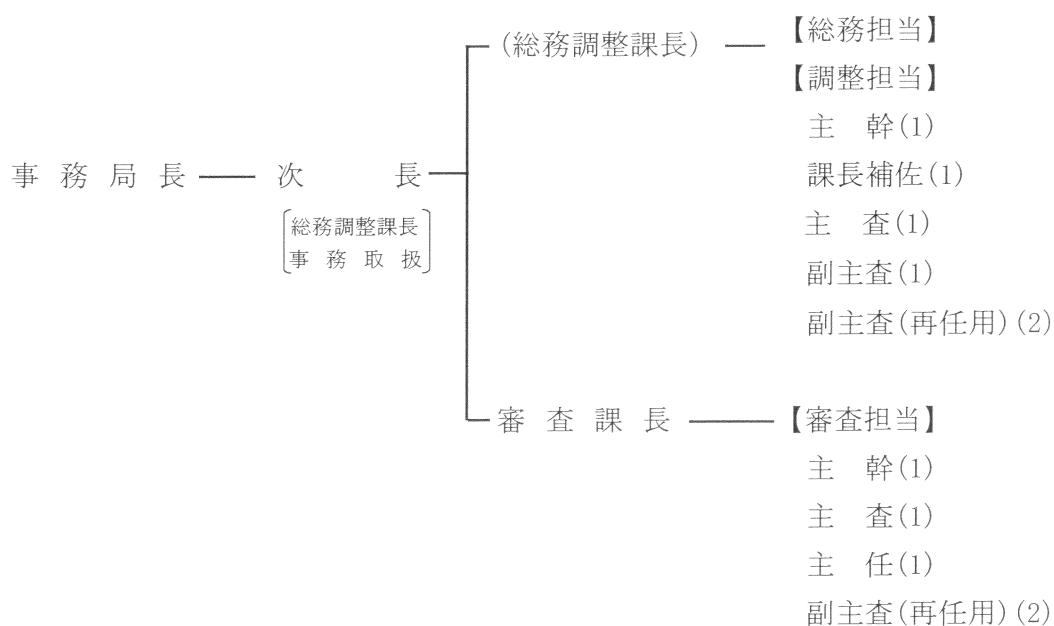 事務局長
次長
総務調整課長
事務取扱
(総務調整課長)
【総務担当】
【調整担当】
主幹(1)
課長補佐(1)
主査(1)
副主査(1)
副主査(再任用)(2)
審査課長
【審査担当】
主幹(1)
主査(1)
主任(1)
副主査(再任用)(2)